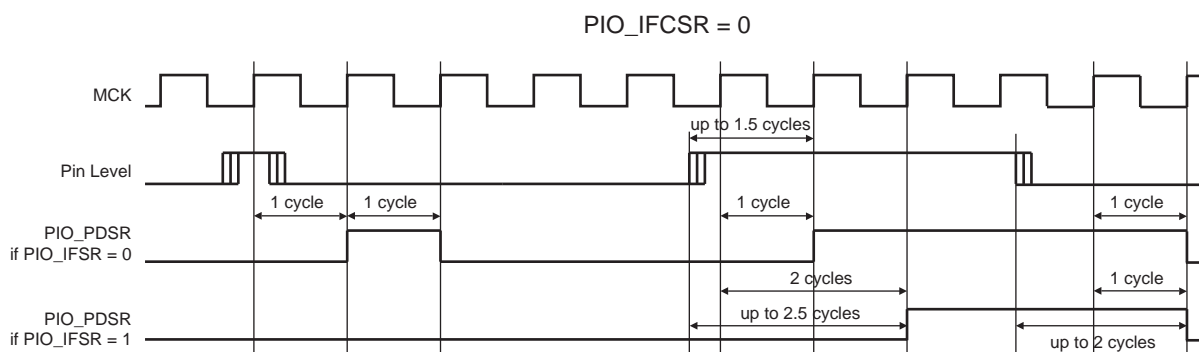 PIO_IFCSR = 0
MCK
up to 1.5 cycles
Pin Level
1 cycle
1 cycle
1 cycle
1 cycle
PIO_PDSR
if PIO_IFSR = 0
2 cycles
1 cycle
PIO_PDSR
if PIO_IFSR = 1
up to 2.5 cycles
up to 2 cycles